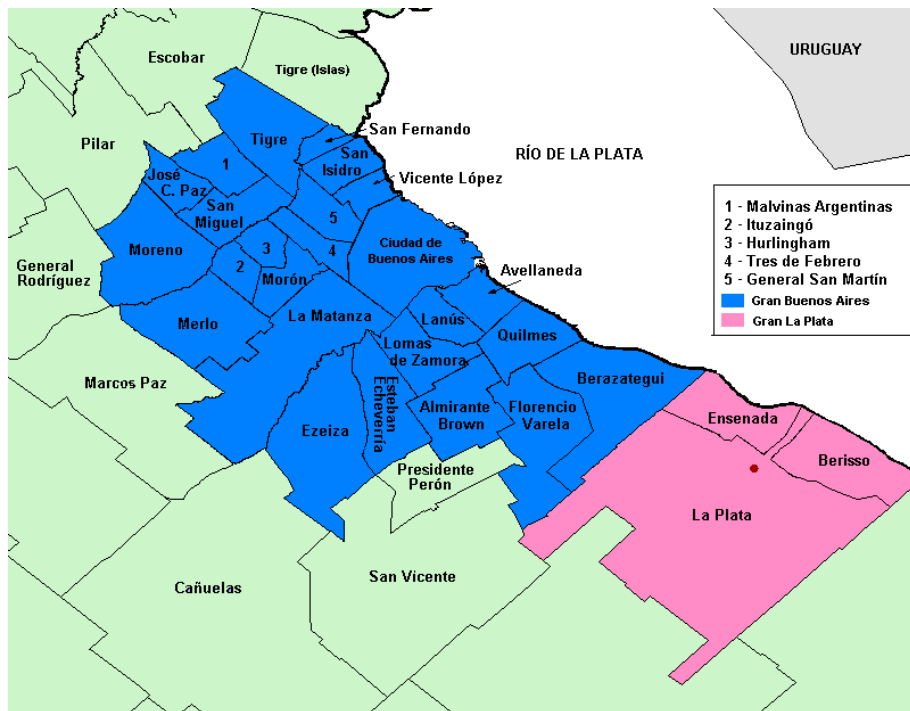 URUGUAY
Escobar
Tigre (Islas)
San Fernando
Tigre
Pilar
RÍO DE LA PLATA
San
Isidro
1
José
C. Paz
Vicente López
San
Miguel
5
1 - Malvinas Argentinas
2 - Ituzaingó
3 - Hurlingham
4 - Tres de Febrero
5 - General San Martín
Gran Buenos Aires
Gran La Plata
Moreno
3
4
Ciudad de
Buenos Aires
2
General
Rodríguez
Morón
Avellaneda
La Matanza
Lanús
Merlo
Quilmes
Lomas
de Zamora
Berazategui
Marcos Paz
Esteban
Echeverría
Almirante
Brown
Florencio
Varela
Ensenada
Ezeiza
Berisso
Presidente
Perón
La Plata
San Vicente
Cañuelas